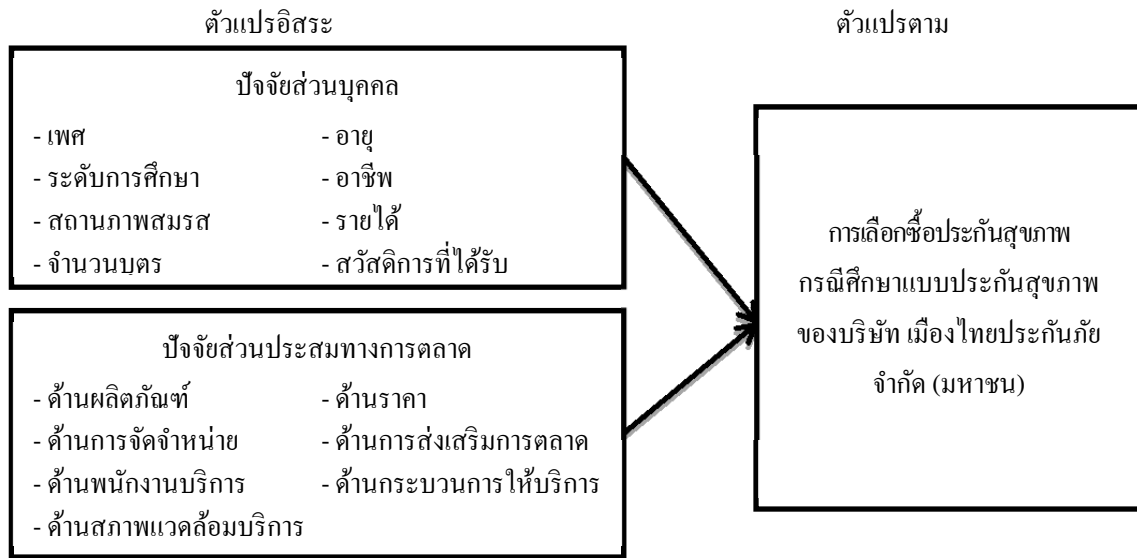 ตัวแปรอิสระ
ตัวแปรตาม
ปัจจัยส่วนบุคคล
- เพศ - อายุ
- ระดับการศึกษา - อาชีพ
- สถานภาพสมรส - รายได้
- จำนวนบุตร - สวัสดิการที่ได้รับ
ปัจจัยส่วนประสมทางการตลาด
- ด้านผลิตภัณฑ์ - ด้านราคา
- ด้านการจัดจำหน่าย - ด้านการส่งเสริมการตลาด
- ด้านพนักงานบริการ - ด้านกระบวนการให้บริการ
- ด้านสภาพแวดล้อมบริการ
การเลือกซื้อประกันสุขภาพ
กรณีศึกษาแบบประกันสุขภาพ
ของบริษัท เมืองไทยประกันภัย
จำกัด (มหาชน)